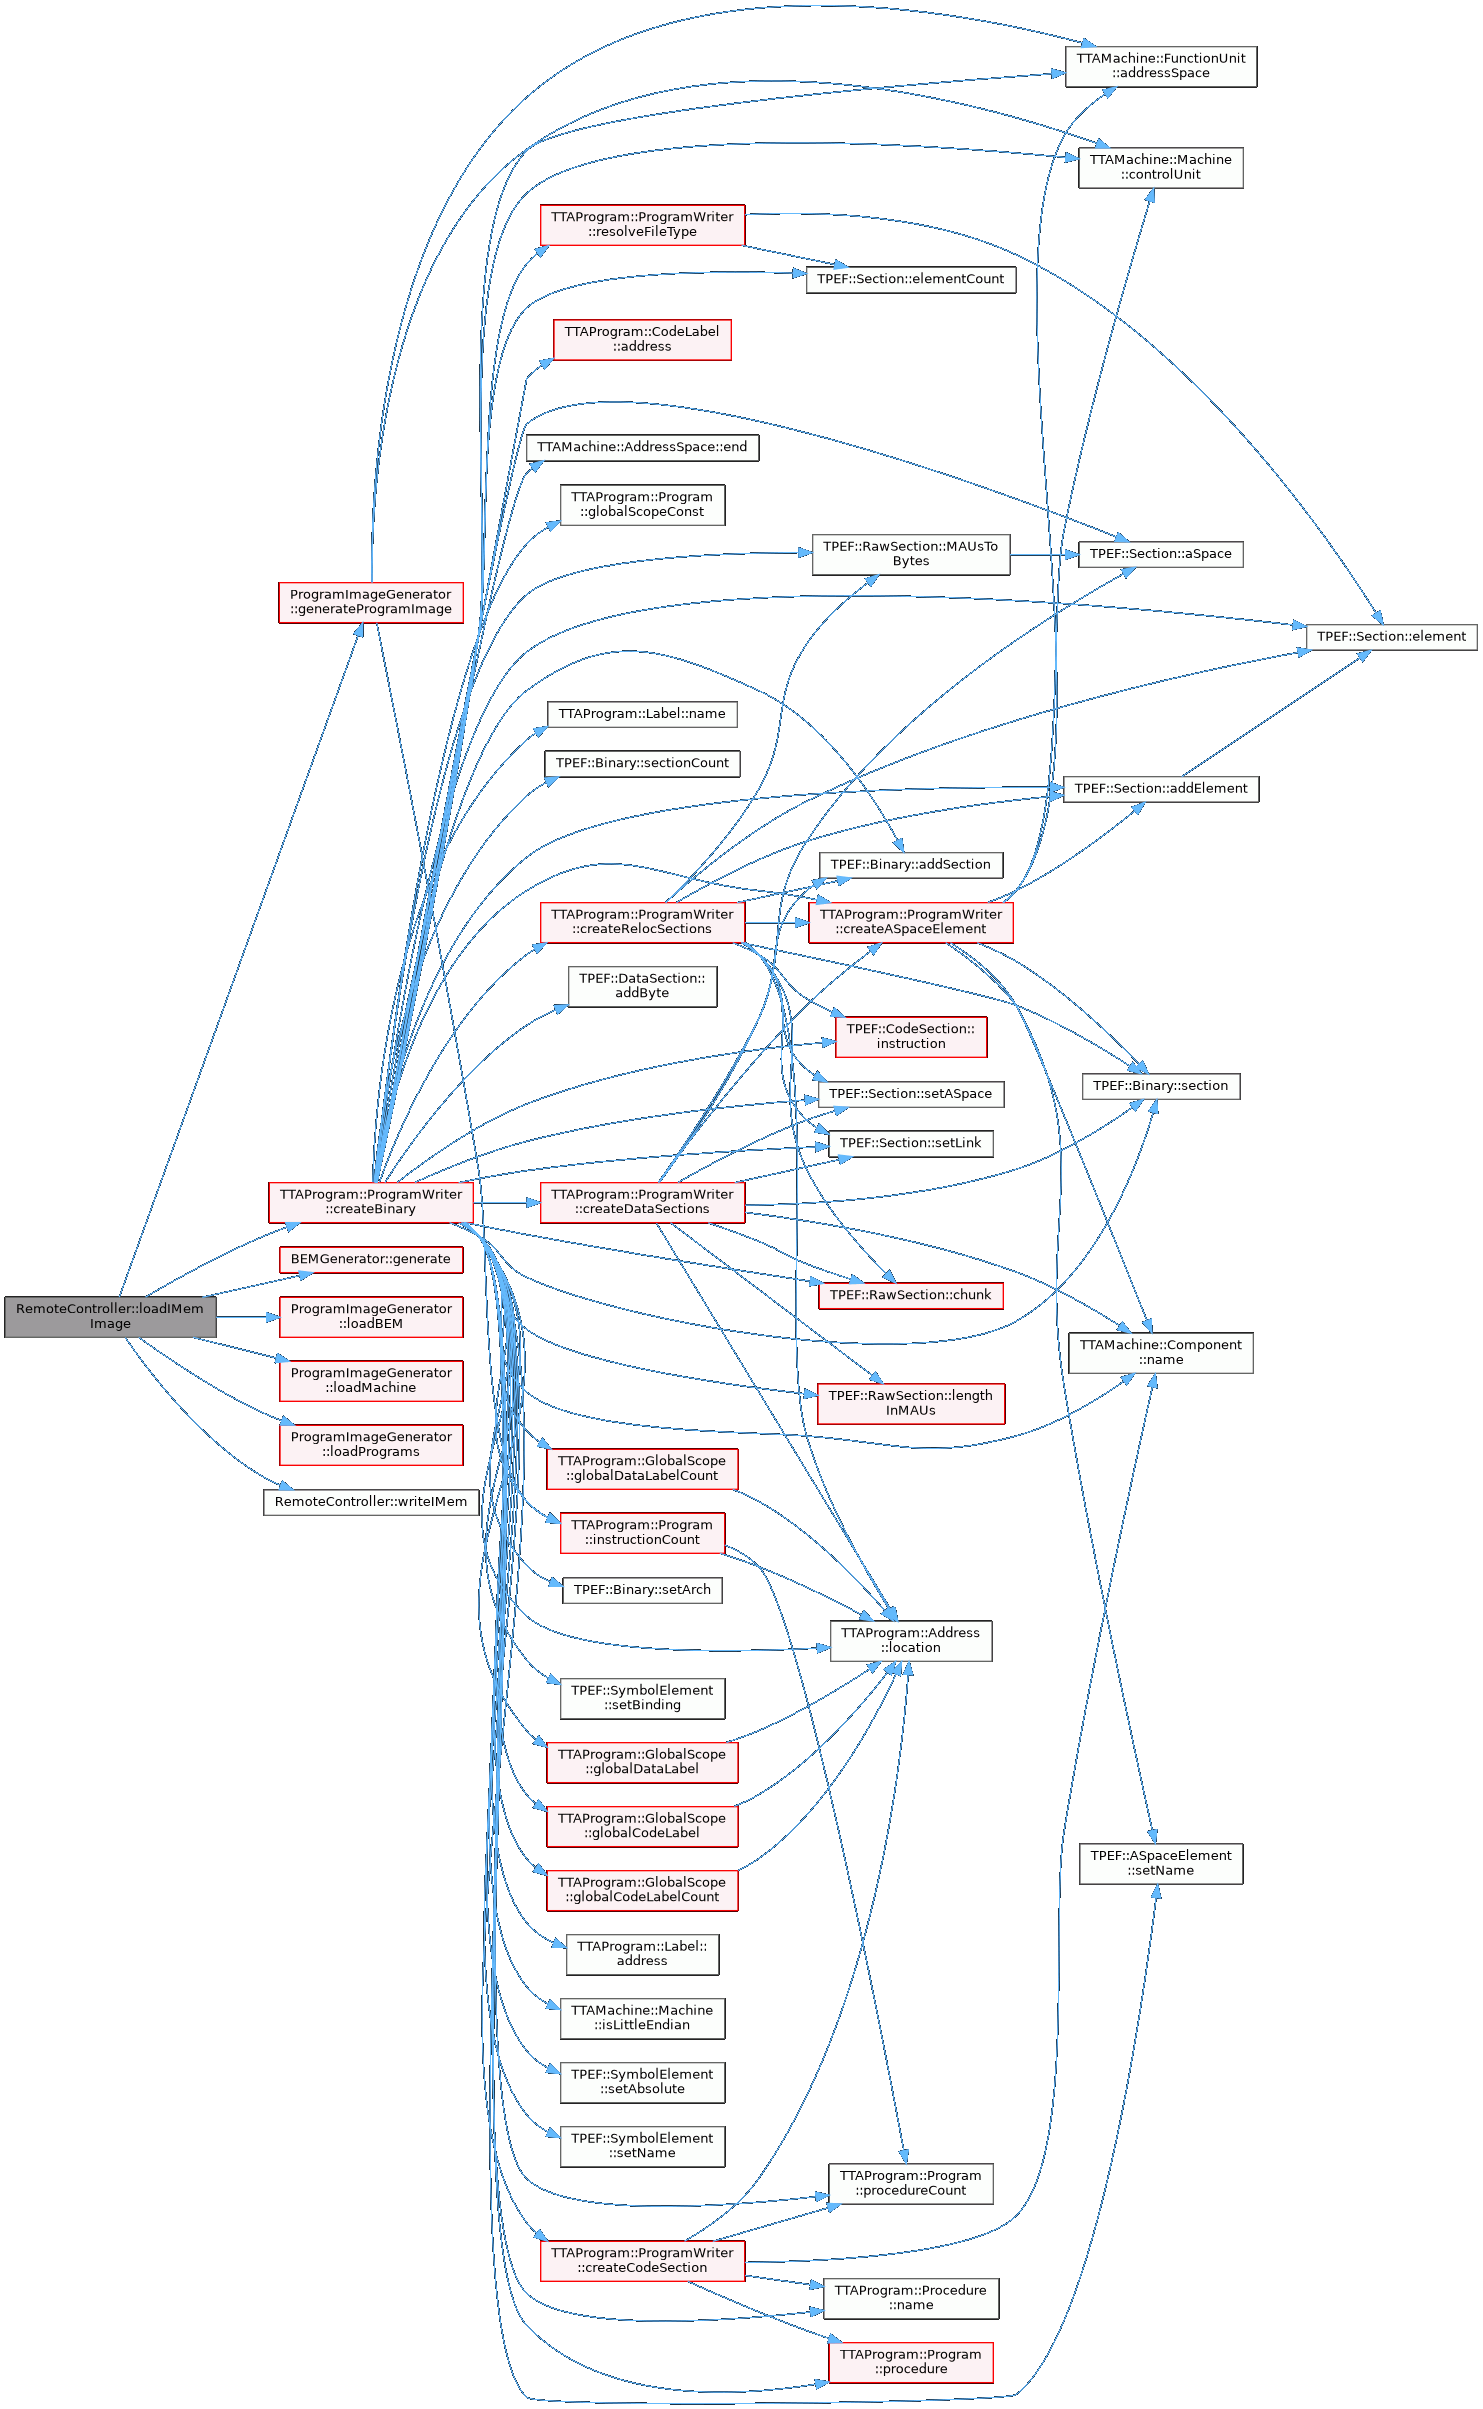 TTAMachine::FunctionUnit
::addressSpace
TTAMachine::Machine
::controlUnit
TTAProgram::ProgramWriter
::resolveFileType
TPEF::Section::elementCount
TTAProgram::CodeLabel
::address
TTAMachine::AddressSpace::end
TTAProgram::Program
::globalScopeConst
TPEF::RawSection::MAUsTo
Bytes
TPEF::Section::aSpace
ProgramImageGenerator
::generateProgramImage
TPEF::Section::element
TTAProgram::Label::name
TPEF::Binary::sectionCount
TPEF::Section::addElement
TPEF::Binary::addSection
TTAProgram::ProgramWriter
::createRelocSections
TTAProgram::ProgramWriter
::createASpaceElement
TPEF::DataSection::
addByte
TPEF::CodeSection::
instruction
TPEF::Binary::section
TPEF::Section::setASpace
TPEF::Section::setLink
TTAProgram::ProgramWriter
::createBinary
TTAProgram::ProgramWriter
::createDataSections
BEMGenerator::generate
TPEF::RawSection::chunk
RemoteController::loadIMem
Image
ProgramImageGenerator
::loadBEM
TTAMachine::Component
::name
ProgramImageGenerator
::loadMachine
TPEF::RawSection::length
InMAUs
ProgramImageGenerator
::loadPrograms
TTAProgram::GlobalScope
::globalDataLabelCount
RemoteController::writeIMem
TTAProgram::Program
::instructionCount
TPEF::Binary::setArch
TTAProgram::Address
::location
TPEF::SymbolElement
::setBinding
TTAProgram::GlobalScope
::globalDataLabel
TTAProgram::GlobalScope
::globalCodeLabel
TPEF::ASpaceElement
::setName
TTAProgram::GlobalScope
::globalCodeLabelCount
TTAProgram::Label::
address
TTAMachine::Machine
::isLittleEndian
TPEF::SymbolElement
::setAbsolute
TPEF::SymbolElement
::setName
TTAProgram::Program
::procedureCount
TTAProgram::ProgramWriter
::createCodeSection
TTAProgram::Procedure
::name
TTAProgram::Program
::procedure